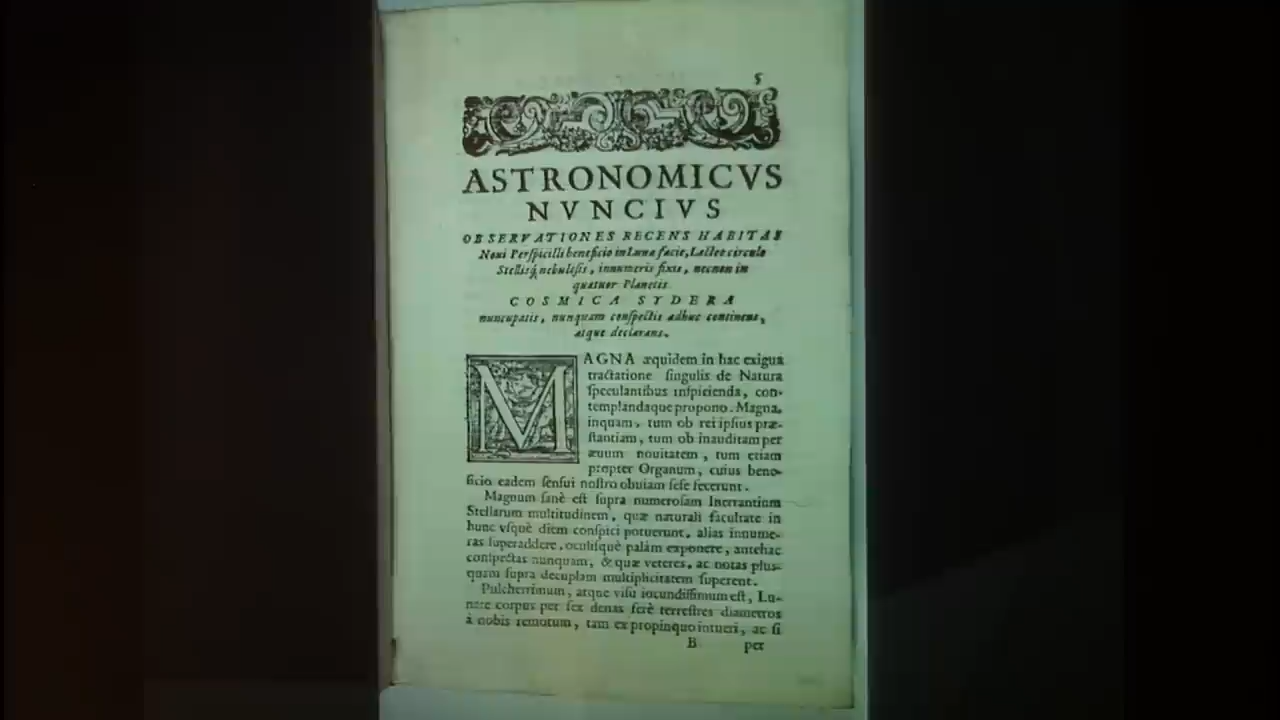 5
ASTRONOMICVS
NVNCIVS
OBSERVATIONES RECENS HABITAS
Noui Perſpicilli beneficio in Lunæ facie, Lacteo circulo
Stellisq́; nebuloſis, innumeris fixis, necnon in
quatuor Planetis
COSMICA SYDERA
nuncupatis, nunquam conſpectis adhuc continens,
atque declarans.
MAGNA æquidem in hac exigua
tractatione ſingulis de Natura
ſpeculantibus inſpicienda, con-
templandaque propono. Magna,
inquam, tum ob rei ipſius præ-
ſtantiam, tum ob inauditam per
æuum nouitatem, tum etiam
propter Organum, cuius bene-
ficio eadem ſenſui noſtro obuiam ſeſe fecerunt.
Magnum ſanè eſt ſupra numeroſam Inerrantium
Stellarum multitudinem, quæ naturali facultate in
hunc vſquè diem conſpici potuerunt, alias innume-
ras ſuperaddere, oculiſquè palàm exponere, antehac
conſpectas nunquam, & quæ veteres, ac notas pluſ-
quam ſupra decuplam multiplicitatem ſuperent.
Pulcherrimum, atque viſu iucundiſſimum eſt, Lu-
nare corpus per ſex denas ferè terreſtres diametros
à nobis remotum, tam ex propinquo intueri, ac ſi
B per